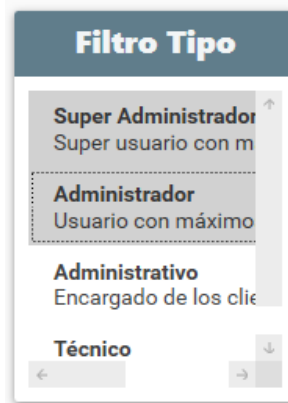 Filtro Tipo
Super Administrador
Super usuario con m
Administrador
Usuario con máximo
Administrativo
Encargado de los clie
Técnico